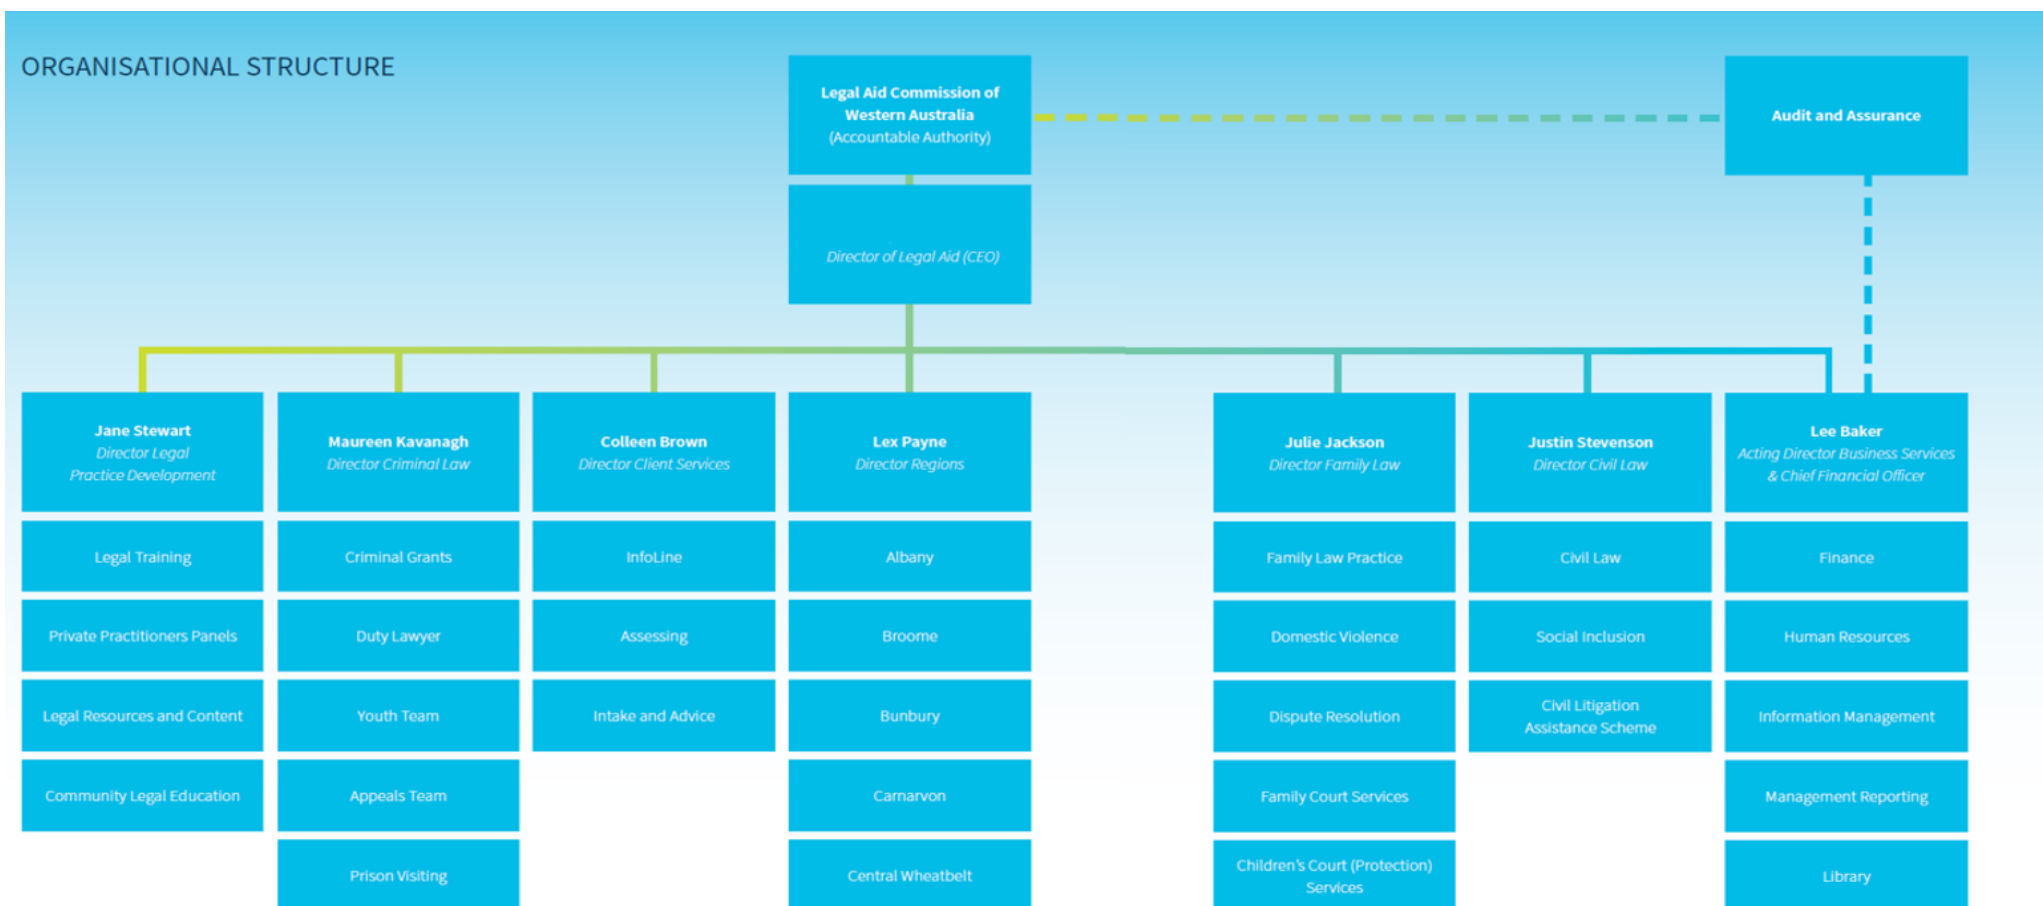 ORGANISATIONAL STRUCTURE
Legal Aid Commission of
Western Australia
(Accountable Authority)
Audit and Assurance
Director of Legal Aid (CEO)
Jane Stewart
Director Legal
Practice Development
Legal Training
Private Practitioners Panels
Legal Resources and Content
Community Legal Education
Maureen Kavanagh
Director Criminal Law
Criminal Grants
Duty Lawyer
Youth Team
Appeals Team
Prison Visiting
Colleen Brown
Director Client Services
InfoLine
Assessing
Intake and Advice
Lex Payne
Director Regions
Albany
Broome
Bunbury
Carnarvon
Central Wheatbelt
Julie Jackson
Director Family Law
Family Law Practice
Domestic Violence
Dispute Resolution
Family Court Services
Children's Court (Protection)
Services
Justin Stevenson
Director Civil Law
Civil Law
Social Inclusion
Civil Litigation
Assistance Scheme
Lee Baker
Acting Director Business Services
& Chief Financial Officer
Finance
Human Resources
Information Management
Management Reporting
Library